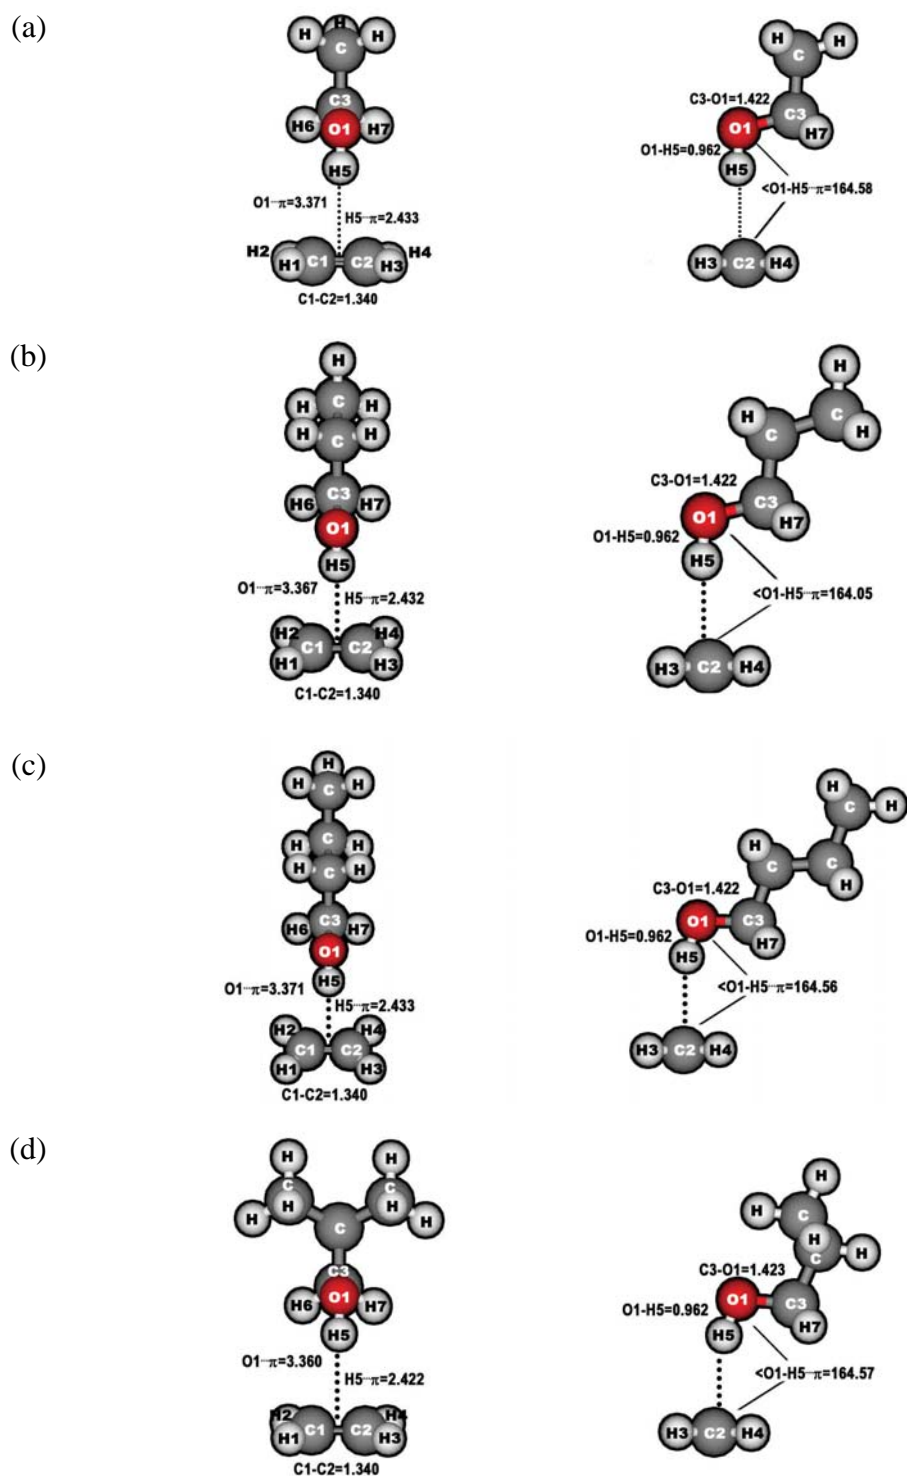 (a)
H
H H
C
C3
H6 O1 H7
H5
O1···π=3.371
H5···π=2.433
H2 H4
H1 C1 C2 H3
C1-C2=1.340
H C H
C3-O1=1.422
O1 C3
H7
O1-H5=0.962
H5
<O1-H5···π=164.58
H3 C2 H4
(b)
H
C
H H
H C H
C3
H6 H7
O1
H5
O1···π=3.367
H5···π=2.432
H2 C1 C2 H4
H1 H3
C1-C2=1.340
H
H C C H
C3-O1=1.422
C3
O1 H7
O1-H5=0.962
H5
<O1-H5···π=164.05
H3 C2 H4
(c)
H
H C H
C
H H
H C H
C3
H6 H7
O1
H5
O1···π=3.371
H5···π=2.433
H2 H4
C1 C2
H1 H3
C1-C2=1.340
H C H
H C C
H
C3-O1=1.422
O1 C3
H7
O1-H5=0.962
H5
<O1-H5···π=164.56
H3 C2 H4
(d)
H H
C C
H H
H C H
C3
H6 O1 H7
H5
O1···π=3.360
H5···π=2.422
H2 H4
H1 C1 C2 H3
C1-C2=1.340
H
H C
H
C H
C3-O1=1.423
O1 C3
O1-H5=0.962
H5 H7
<O1-H5···π=164.57
H3 C2 H4